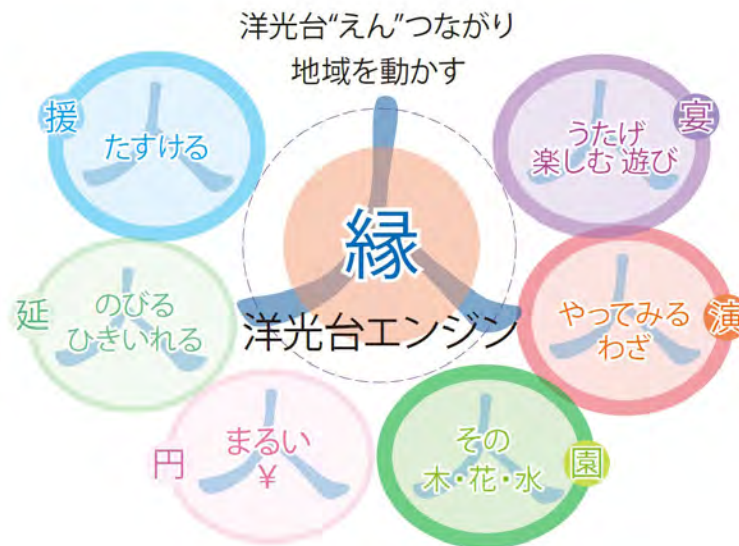 洋光台“えん”つながり
地域を動かす
援
たすける
宴
うたげ
楽しむ 遊び
縁
洋光台エンジン
延
のびる
ひきいれる
演
やってみる
わざ
円
まるい
¥
園
その
木・花・水